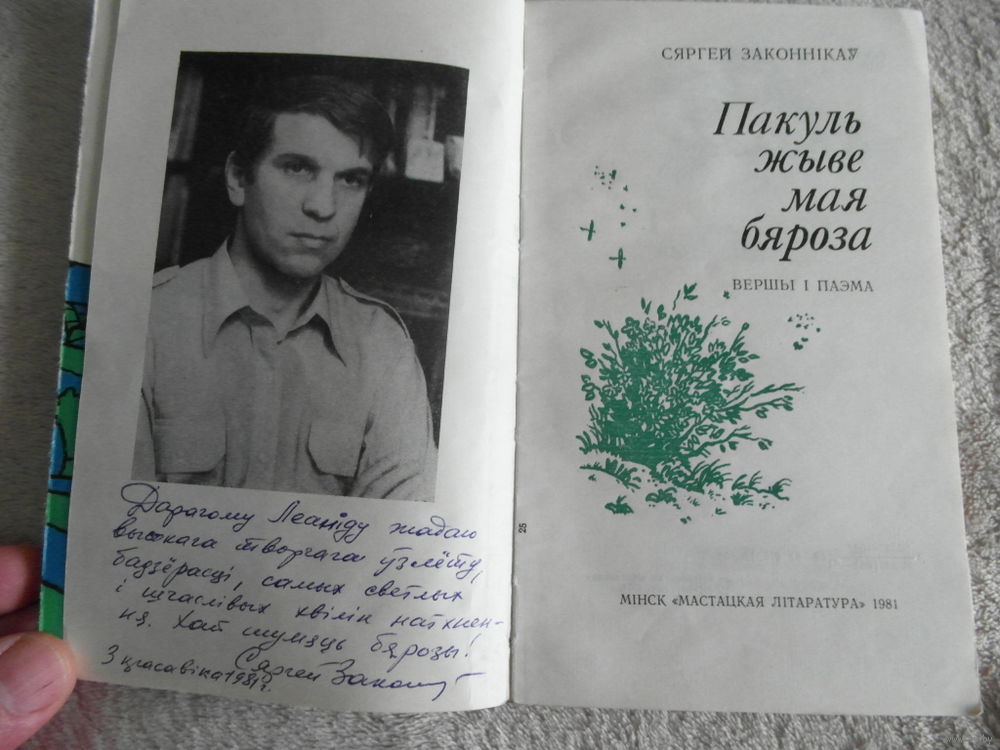 Дарагому Леаніду жадаю
высокага творчага ўзлёту,
бадзёрасці, самых светлых
і шчаслівых хвілін натхнен-
ня. Хай шумяць бярозы!
Сяргей Законнікаў
3 красавіка 1981 г.
СЯРГЕЙ ЗАКОННІКАЎ
Пакуль
жыве
мая
бяроза
ВЕРШЫ І ПАЭМА
25
МІНСК «МАСТАЦКАЯ ЛІТАРАТУРА» 1981